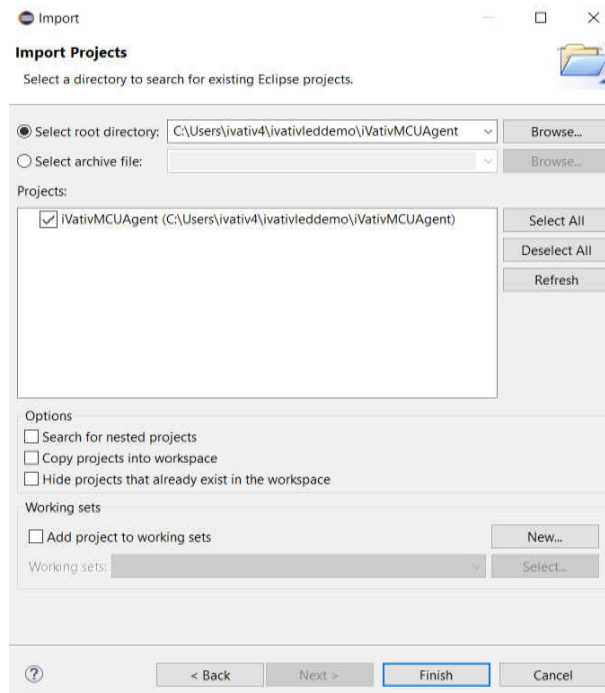 Import
Import Projects
Select a directory to search for existing Eclipse projects.
Select root directory: C:\Users\ivativ4\ivativleddemo\iVativMCUAgent Browse...
Select archive file: Browse...
Projects:
iVativMCUAgent (C:\Users\ivativ4\ivativleddemo\iVativMCUAgent)
Select All
Deselect All
Refresh
Options
Search for nested projects
Copy projects into workspace
Hide projects that already exist in the workspace
Working sets
Add project to working sets New...
Working sets: Select...
? < Back Next > Finish Cancel